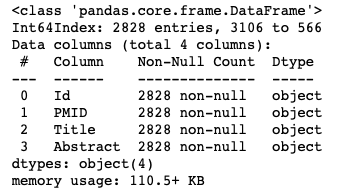 <class 'pandas.core.frame.DataFrame'>
Int64Index: 2828 entries, 3106 to 566
Data columns (total 4 columns):
 #   Column    Non-Null Count  Dtype
---  ------    --------------  -----
 0   Id        2828 non-null   object
 1   PMID      2828 non-null   object
 2   Title     2828 non-null   object
 3   Abstract  2828 non-null   object
dtypes: object(4)
memory usage: 110.5+ KB